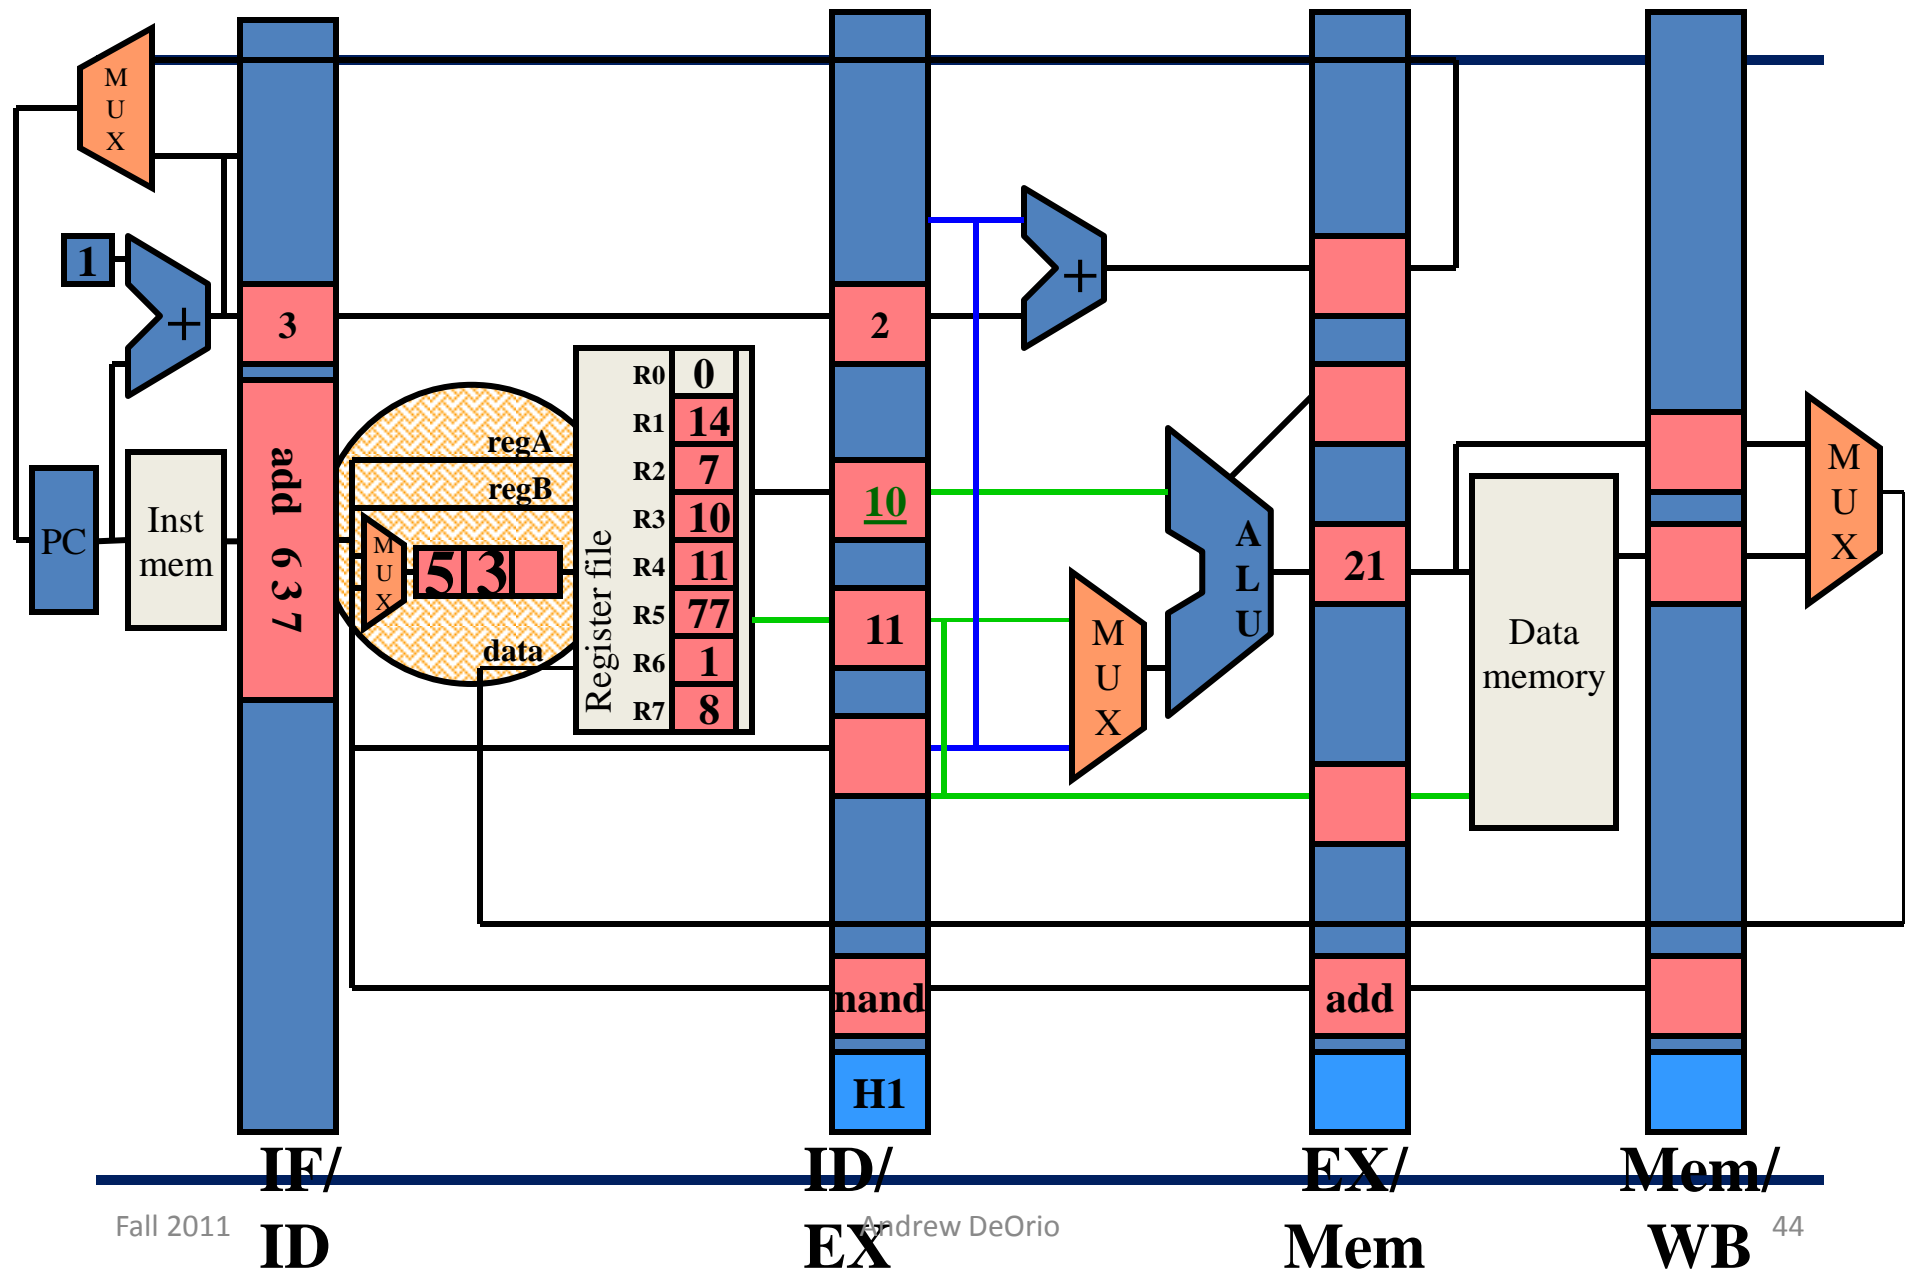 M
U
X
1
+
3
2
+
R0 0
R1 14
R2 7
R3 10
R4 11
R5 77
R6 1
R7 8
Register file
regA
regB
M
U
X
5 3
data
add 6 3 7
PC
Inst
mem
10
11
M
U
X
A
L
U
21
Data
memory
M
U
X
nand
add
H1
IF/
ID
ID/
EX
EX/
Mem
Mem/
WB
Fall 2011
Andrew DeOrio
44